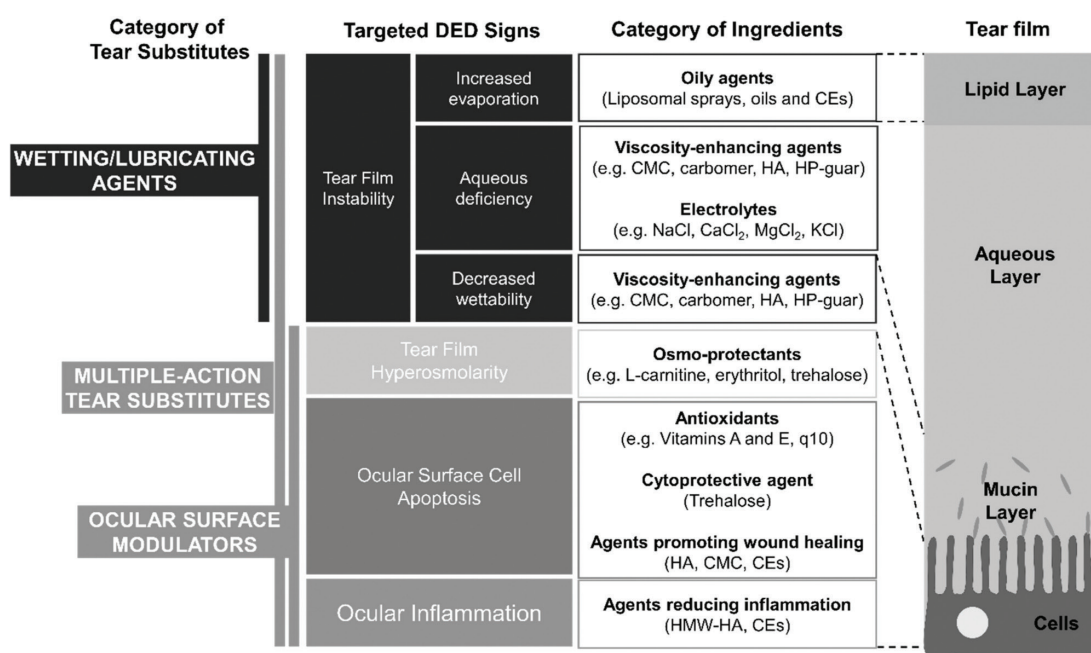 Category of
Tear Substitutes
Targeted DED Signs
Category of Ingredients
Tear film
WETTING/LUBRICATING
AGENTS
MULTIPLE-ACTION
TEAR SUBSTITUTES
OCULAR SURFACE
MODULATORS
Tear Film
Instability
Increased
evaporation
Aqueous
deficiency
Decreased
wettability
Tear Film
Hyperosmolarity
Ocular Surface Cell
Apoptosis
Ocular Inflammation
Oily agents
(Liposomal sprays, oils and CEs)
Viscosity-enhancing agents
(e.g. CMC, carbomer, HA, HP-guar)
Electrolytes
(e.g. NaCl, CaCl₂, MgCl₂, KCl)
Viscosity-enhancing agents
(e.g. CMC, carbomer, HA, HP-guar)
Osmo-protectants
(e.g. L-carnitine, erythritol, trehalose)
Antioxidants
(e.g. Vitamins A and E, q10)
Cytoprotective agent
(Trehalose)
Agents promoting wound healing
(HA, CMC, CEs)
Agents reducing inflammation
(HMW-HA, CEs)
Lipid Layer
Aqueous
Layer
Mucin
Layer
Cells